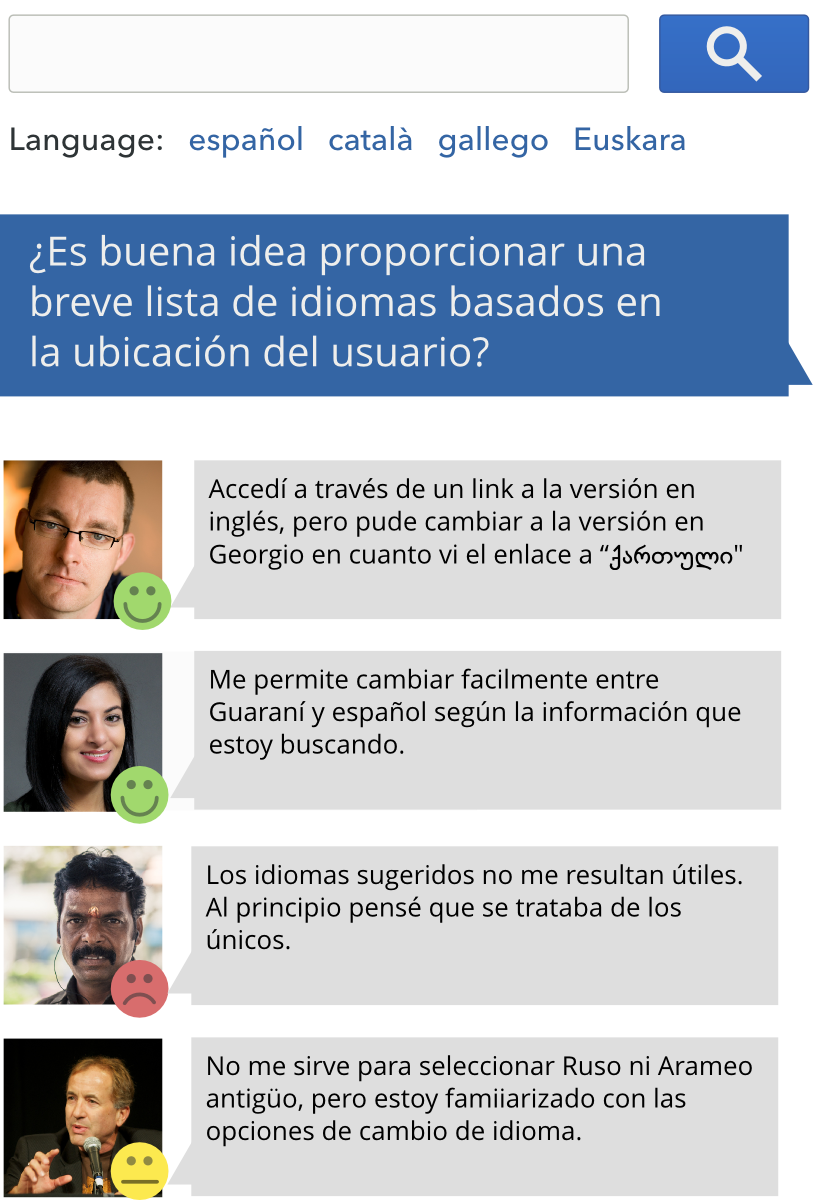 Language: español català gallego Euskara
¿Es buena idea proporcionar una
breve lista de idiomas basados en
la ubicación del usuario?
Accedí a través de un link a la versión en
inglés, pero pude cambiar a la versión en
Georgio en cuanto vi el enlace a “ქართული"
Me permite cambiar facilmente entre
Guaraní y español según la información que
estoy buscando.
Los idiomas sugeridos no me resultan útiles.
Al principio pensé que se trataba de los
únicos.
No me sirve para seleccionar Ruso ni Arameo
antigüo, pero estoy famiiarizado con las
opciones de cambio de idioma.